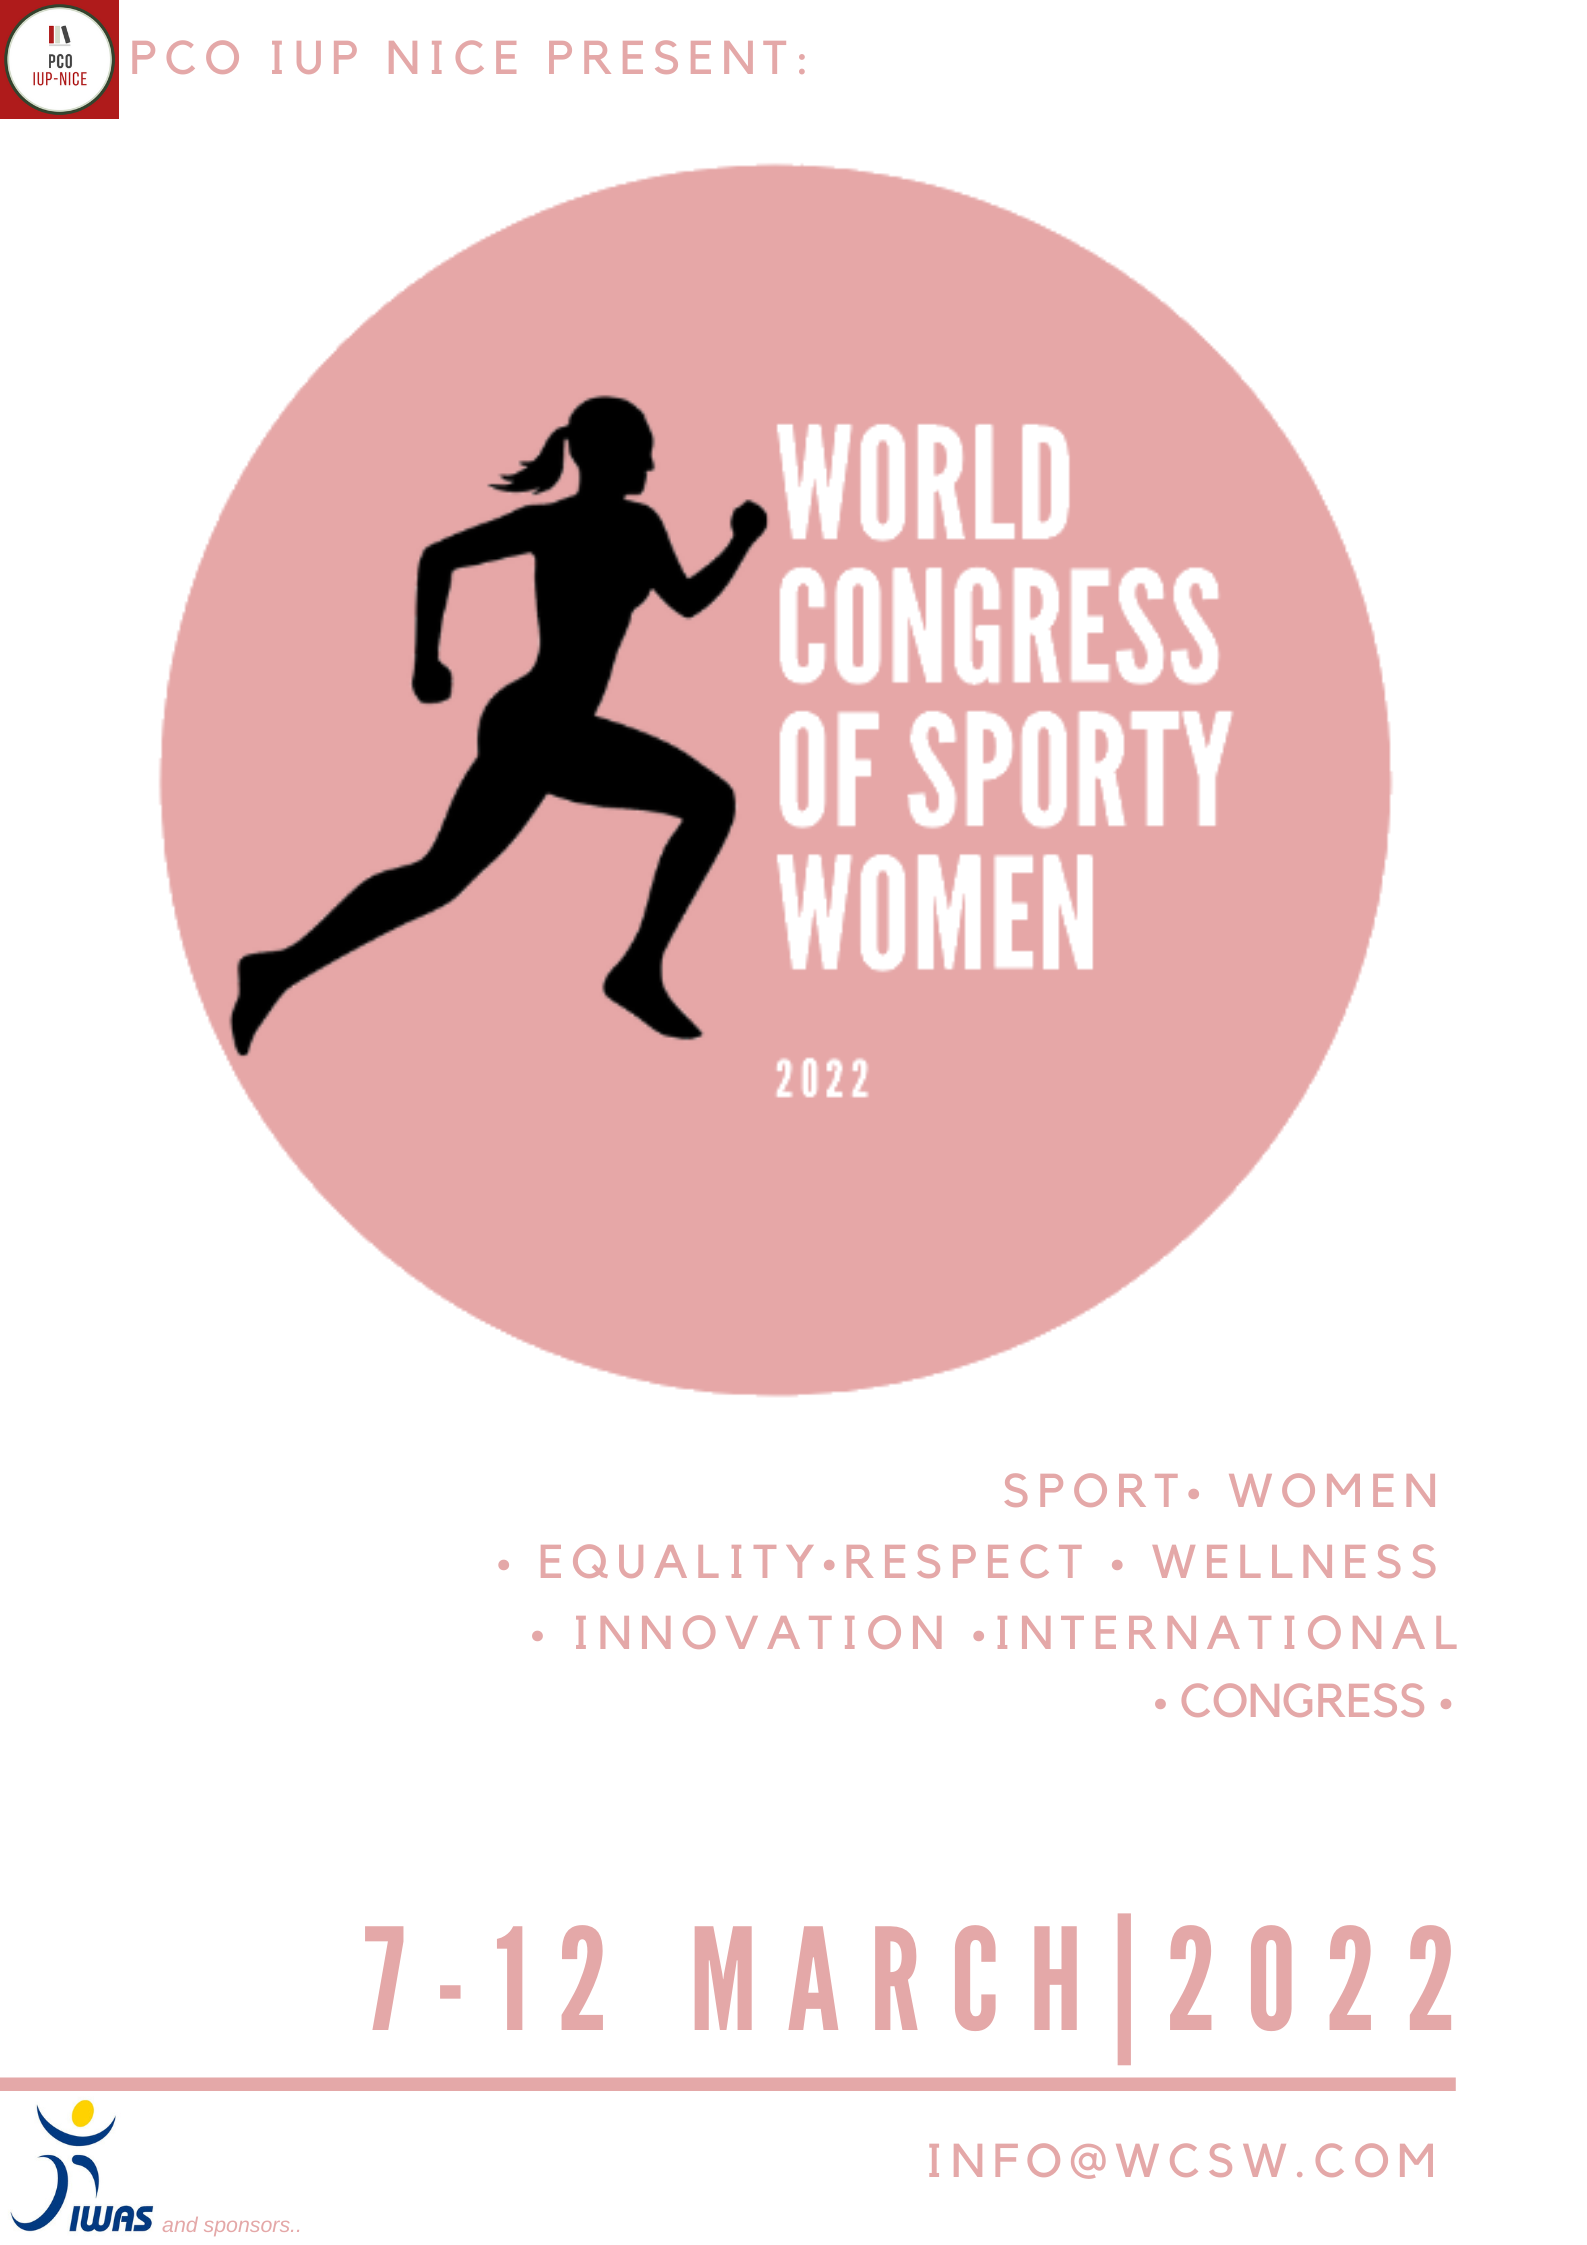 PCO
IUP-NICE
PCO IUP NICE PRESENT:
WORLD
CONGRESS
OF SPORTY
WOMEN
2022
SPORT• WOMEN
• EQUALITY•RESPECT • WELLNESS
• INNOVATION •INTERNATIONAL
• CONGRESS •
7-12 MARCH|2022
INFO@WCSW.COM
IWAS and sponsors..